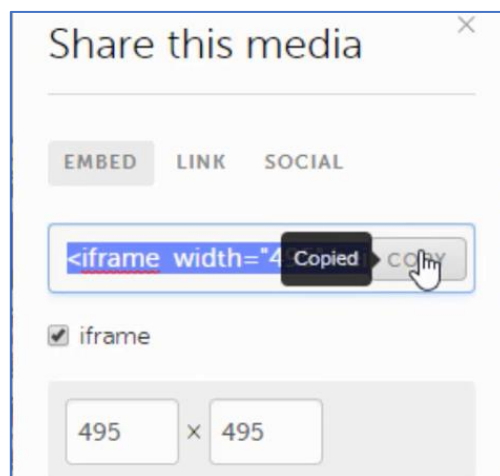 Share this media ×
EMBED LINK SOCIAL
<iframe width="4 Copied
iframe
495 × 495